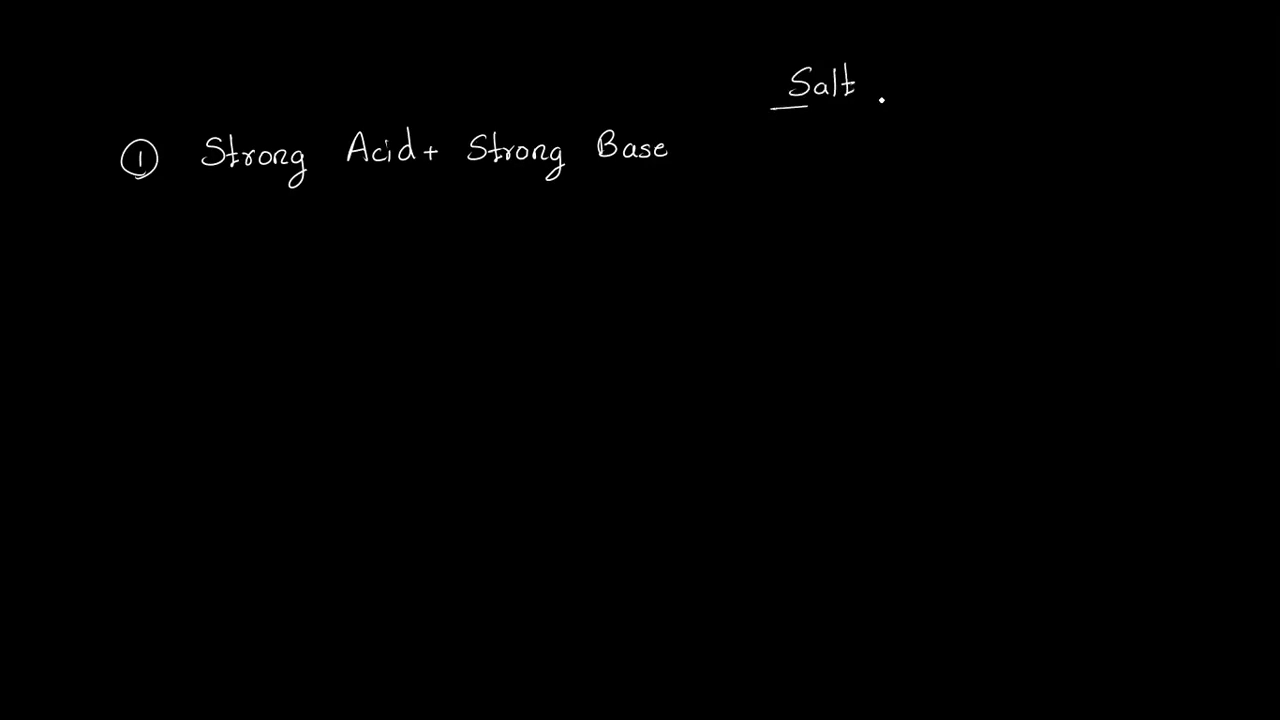 Salt .
① Strong Acid + Strong Base